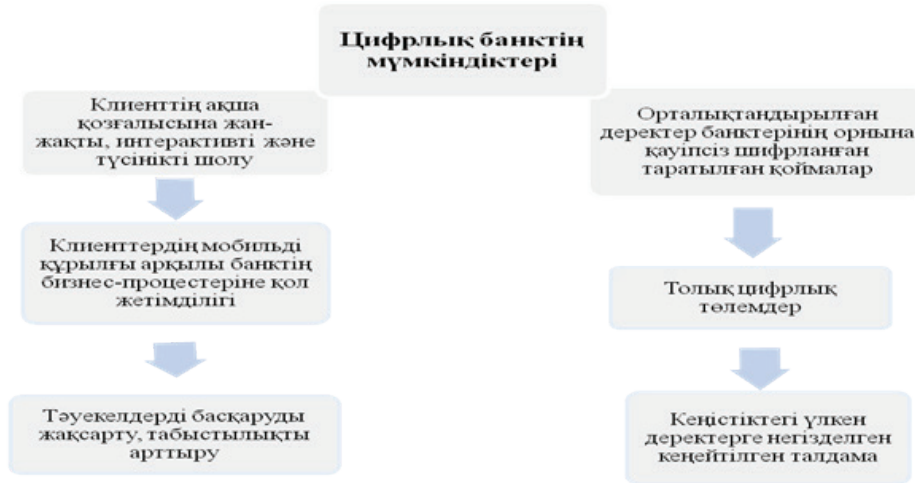 Цифрлық банктің
мүмкіндіктері
Клиенттің ақша
қозғалысына жан-
жақты, интерактивті және
түсінікті шолу
Клиенттердің мобильді
құрылғы арқылы банктің
бизнес-процестеріне қол
жетімділігі
Тәуекелдерді басқаруды
жақсарту, табыстылықты
арттыру
Орталықтандырылған
деректер банктерінің орнына
қауіпсіз шифрланған
таратылған қоймалар
Толық цифрлық
төлемдер
Кеңістіктегі үлкен
деректерге негізделген
кеңейтілген талдама